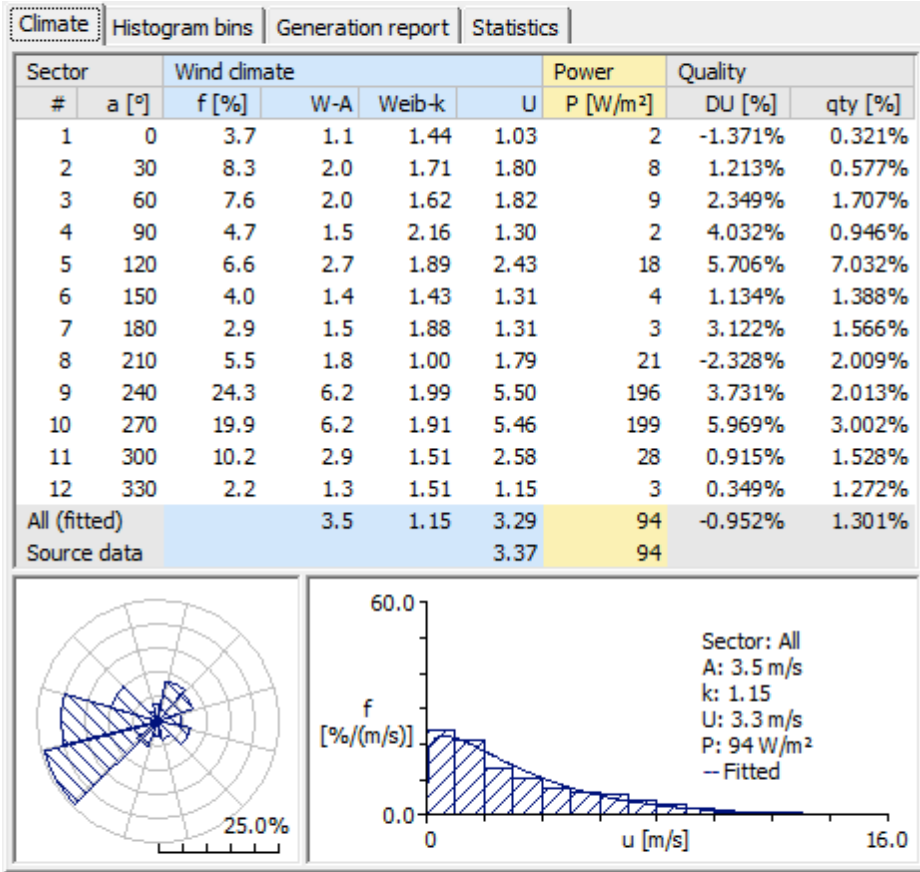 Climate Histogram bins Generation report Statistics
Sector Wind climate Power Quality
# a [°] f [%] W-A Weib-k U P [W/m²] DU [%] qty [%]
1 0 3.7 1.1 1.44 1.03 2 -1.371% 0.321%
2 30 8.3 2.0 1.71 1.80 8 1.213% 0.577%
3 60 7.6 2.0 1.62 1.82 9 2.349% 1.707%
4 90 4.7 1.5 2.16 1.30 2 4.032% 0.946%
5 120 6.6 2.7 1.89 2.43 18 5.706% 7.032%
6 150 4.0 1.4 1.43 1.31 4 1.134% 1.388%
7 180 2.9 1.5 1.88 1.31 3 3.122% 1.566%
8 210 5.5 1.8 1.00 1.79 21 -2.328% 2.009%
9 240 24.3 6.2 1.99 5.50 196 3.731% 2.013%
10 270 19.9 6.2 1.91 5.46 199 5.969% 3.002%
11 300 10.2 2.9 1.51 2.58 28 0.915% 1.528%
12 330 2.2 1.3 1.51 1.15 3 0.349% 1.272%
All (fitted) 3.5 1.15 3.29 94 -0.952% 1.301%
Source data 3.37 94
25.0%
60.0
f
[%/(m/s)]
0.0
0 u [m/s] 16.0
Sector: All
A: 3.5 m/s
k: 1.15
U: 3.3 m/s
P: 94 W/m²
-- Fitted